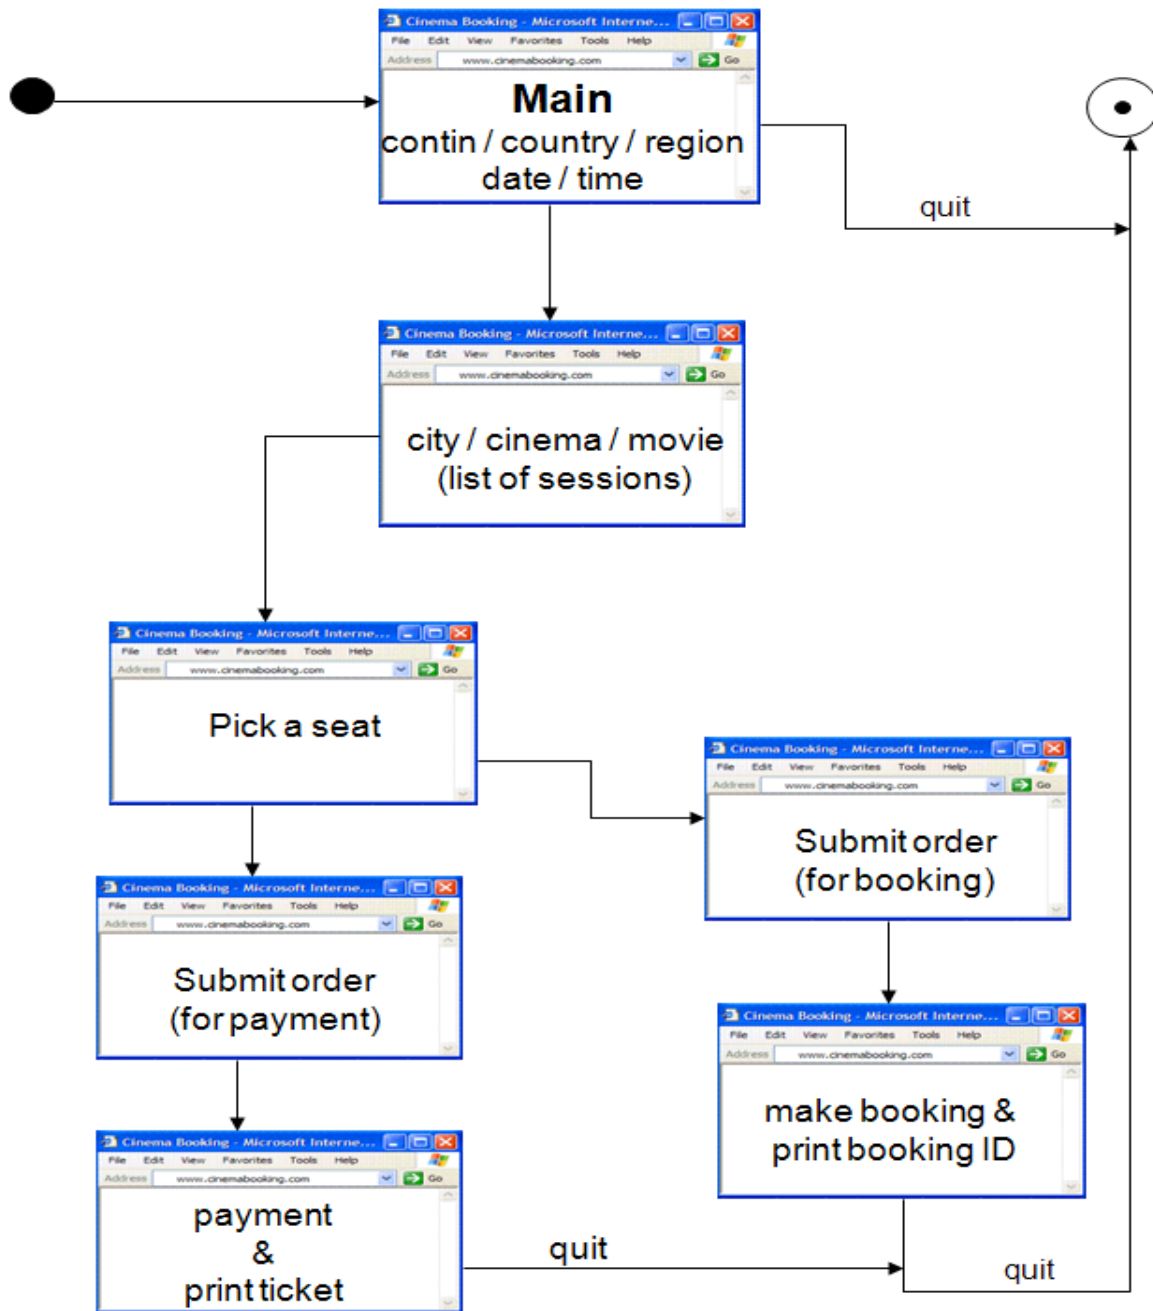 Cinema Booking - Microsoft Interne...
File Edit View Favorites Tools Help
Address www.cinemabooking.com Go
Main
contin / country / region
date / time
quit
Cinema Booking - Microsoft Interne...
File Edit View Favorites Tools Help
Address www.cinemabooking.com Go
city / cinema / movie
(list of sessions)
Cinema Booking - Microsoft Interne...
File Edit View Favorites Tools Help
Address www.cinemabooking.com Go
Pick a seat
Cinema Booking - Microsoft Interne...
File Edit View Favorites Tools Help
Address www.cinemabooking.com Go
Submit order
(for booking)
Cinema Booking - Microsoft Interne...
File Edit View Favorites Tools Help
Address www.cinemabooking.com Go
Submit order
(for payment)
Cinema Booking - Microsoft Interne...
File Edit View Favorites Tools Help
Address www.cinemabooking.com Go
make booking &
print booking ID
Cinema Booking - Microsoft Interne...
File Edit View Favorites Tools Help
Address www.cinemabooking.com Go
payment
&
print ticket
quit
quit